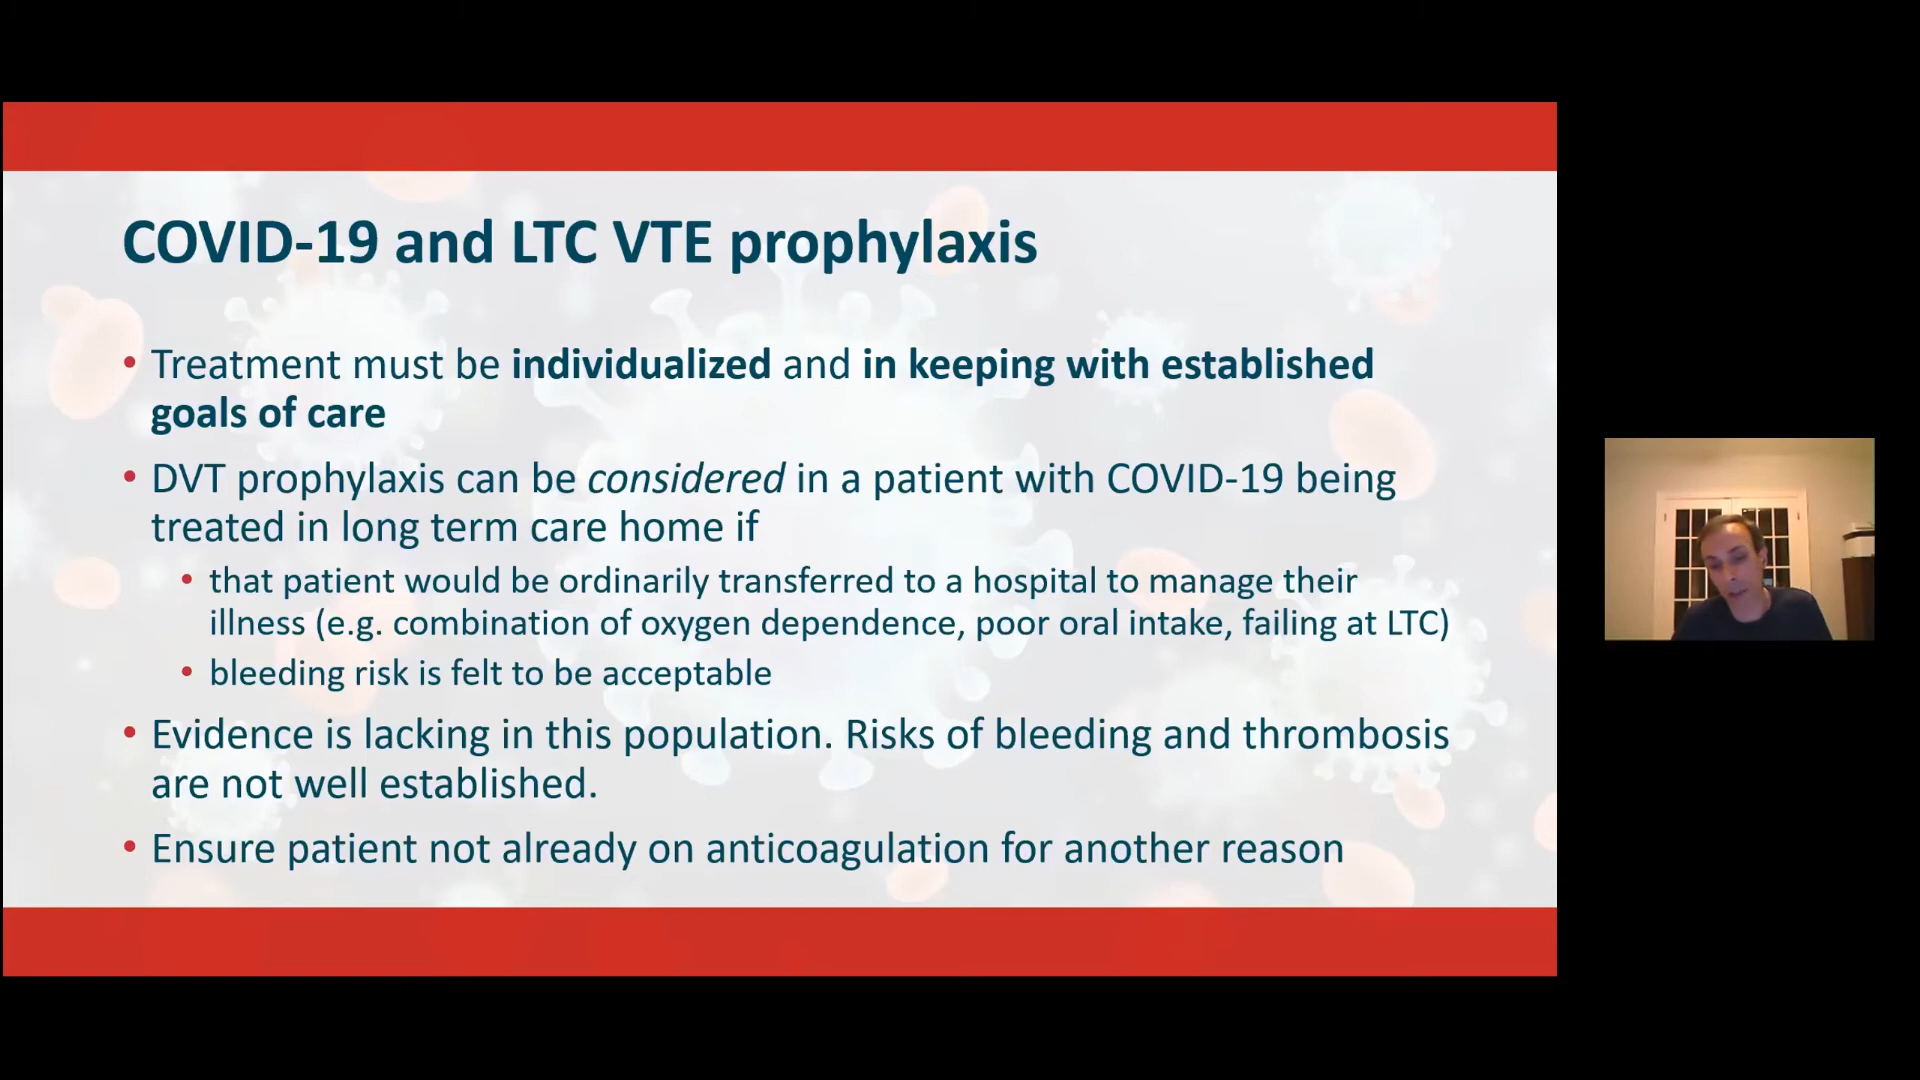 COVID-19 and LTC VTE prophylaxis
• Treatment must be individualized and in keeping with established
goals of care
• DVT prophylaxis can be considered in a patient with COVID-19 being
treated in long term care home if
• that patient would be ordinarily transferred to a hospital to manage their
illness (e.g. combination of oxygen dependence, poor oral intake, failing at LTC)
• bleeding risk is felt to be acceptable
• Evidence is lacking in this population. Risks of bleeding and thrombosis
are not well established.
• Ensure patient not already on anticoagulation for another reason